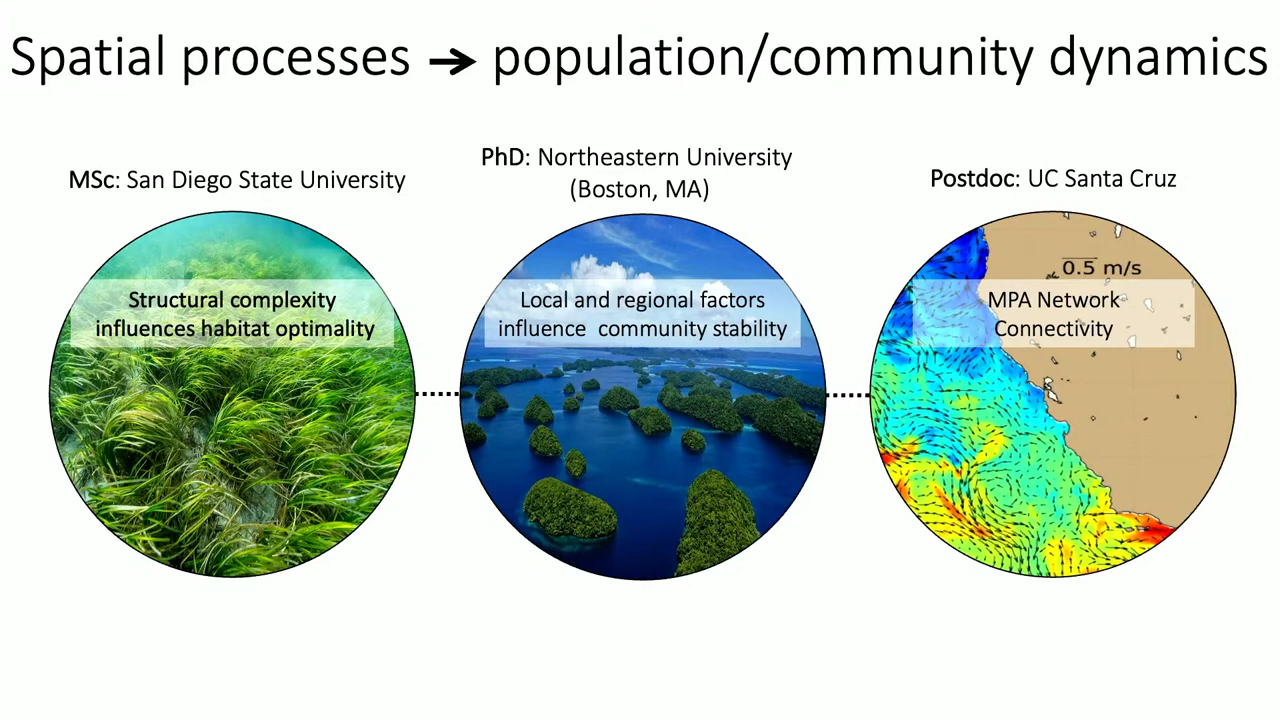 Spatial processes → population/community dynamics
MSc: San Diego State University
PhD: Northeastern University
(Boston, MA)
Postdoc: UC Santa Cruz
Structural complexity
influences habitat optimality
Local and regional factors
influence community stability
0.5 m/s
MPA Network
Connectivity